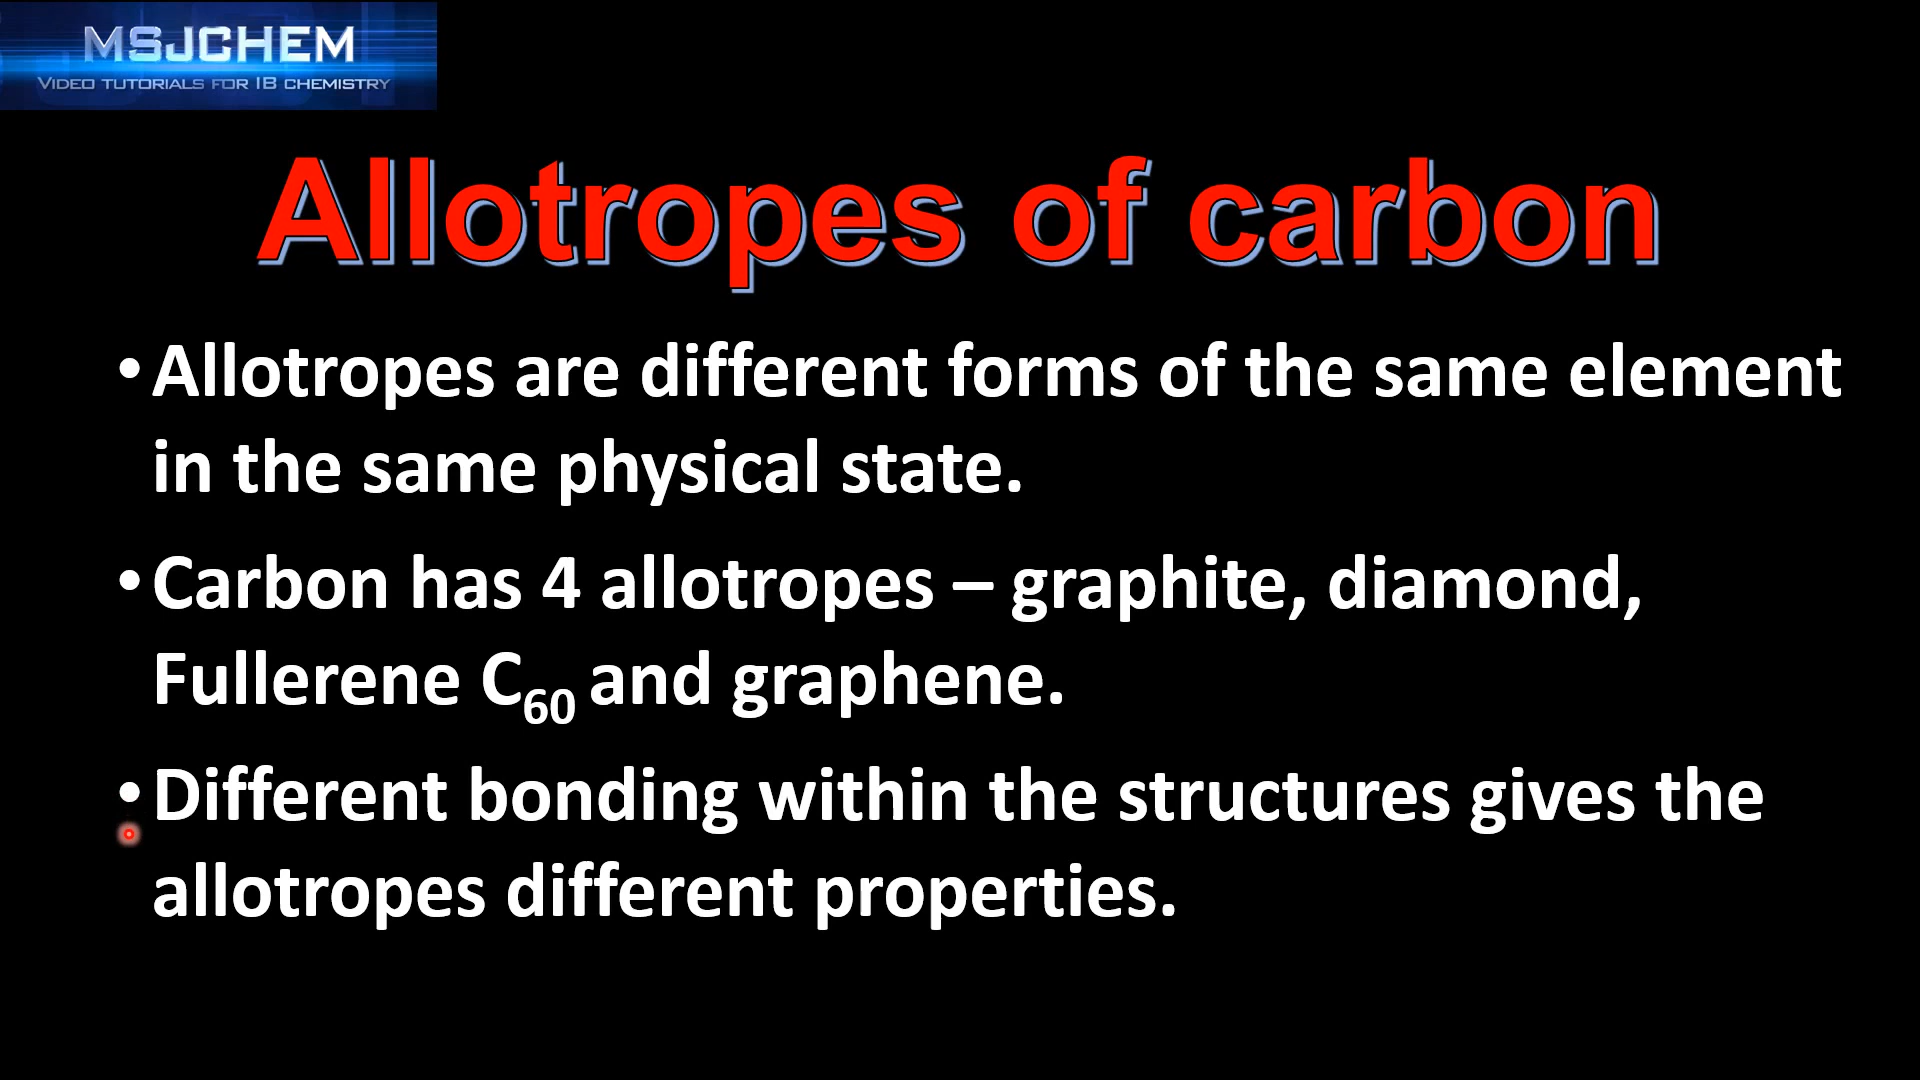 MSJCHEM
VIDEO TUTORIALS FOR IB CHEMISTRY
Allotropes of carbon
•Allotropes are different forms of the same element
in the same physical state.
•Carbon has 4 allotropes – graphite, diamond,
Fullerene C₆₀ and graphene.
•Different bonding within the structures gives the
allotropes different properties.